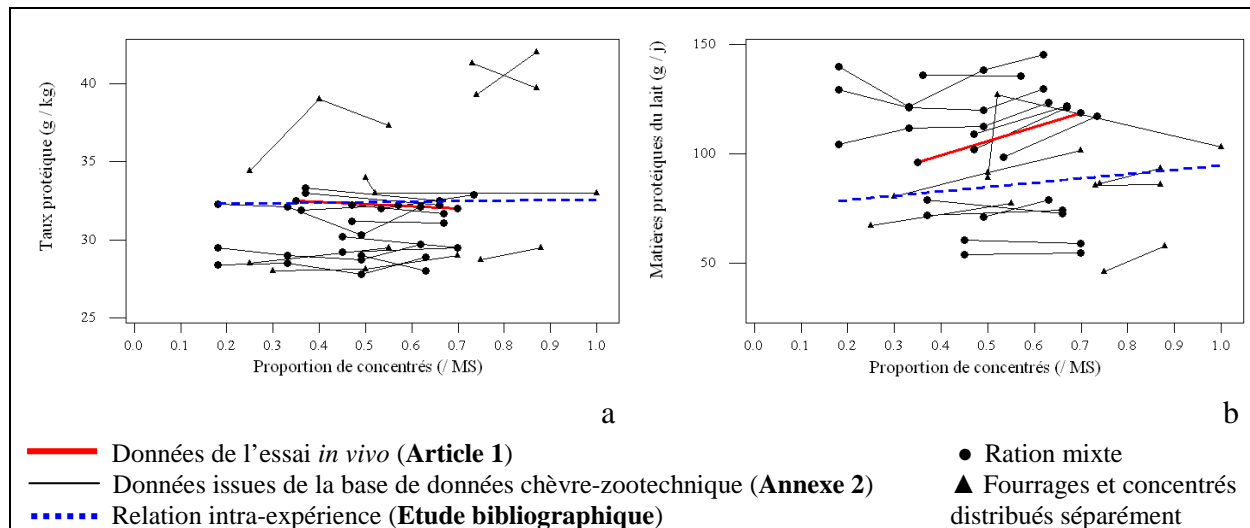 Taux protéique (g / kg)
40
35
30
25
0.0 0.1 0.2 0.3 0.4 0.5 0.6 0.7 0.8 0.9 1.0
Proportion de concentrés (/ MS)
a
Matières protéiques du lait (g / j)
150
100
50
0.0 0.1 0.2 0.3 0.4 0.5 0.6 0.7 0.8 0.9 1.0
Proportion de concentrés (/ MS)
b
Données de l'essai in vivo (Article 1)
Données issues de la base de données chèvre-zootechnique (Annexe 2)
Relation intra-expérience (Etude bibliographique)
Ration mixte
Fourrages et concentrés
distribués séparément